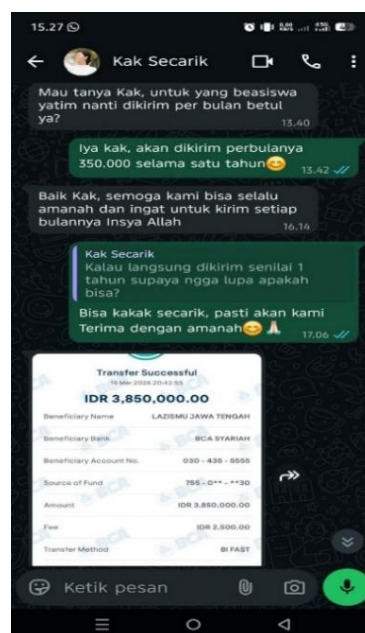 15.27
Kak Secarik
Mau tanya Kak, untuk yang beasiswa
yatim nanti dikirim per bulan betul
ya?
13.40
Iya kak, akan dikirim perbulanya
350.000 selama satu tahun😊
13.42
Baik Kak, semoga kami bisa selalu
amanah dan ingat untuk kirim setiap
bulannya Insya Allah
16.14
Kak Secarik
Kalau langsung dikirim senilai 1
tahun supaya ngga lupa apakah
bisa?
Bisa kakak secarik, pasti akan kami
Terima dengan amanah😊🙏
17.06
Transfer Successful
IDR 3,850,000.00
Beneficiary Name LAZISMU JAWA TENGAH
Beneficiary Bank BCA SYARIAH
Beneficiary Account No. 030 - 435 - 5555
Source of Fund 755 - 0** - **30
Amount IDR 3,850,000.00
Fee IDR 2,500.00
Transfer Method BI FAST
Ketik pesan